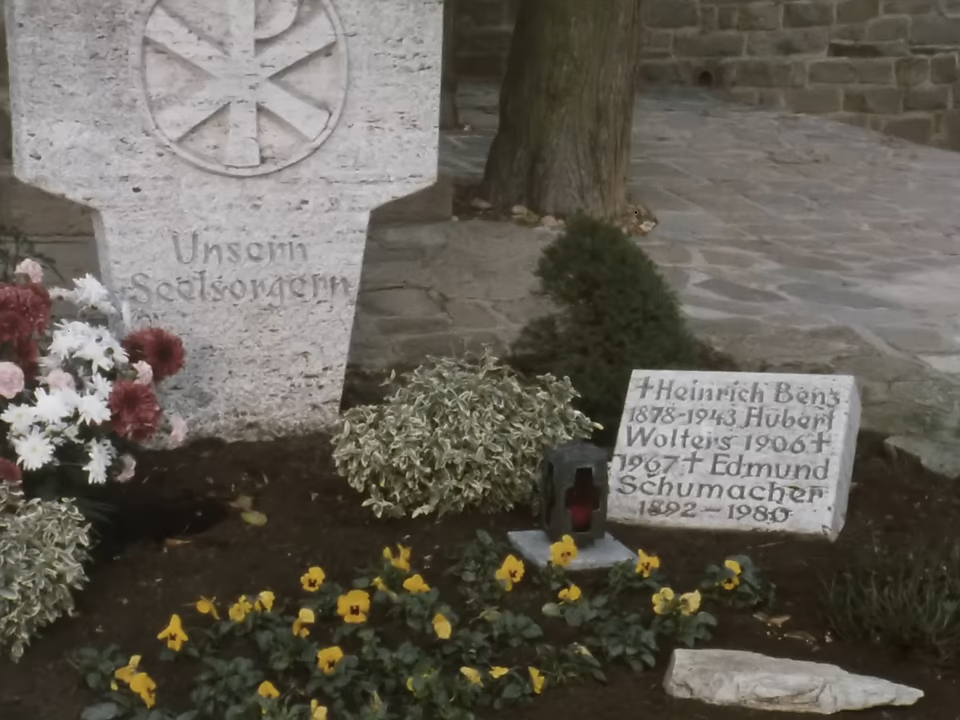 Unsern
Seelsorgern
✝Heinrich Benz
1878-1943 Hubert
Wolters 1906✝
1967✝Edmund
Schumacher
1892-1980